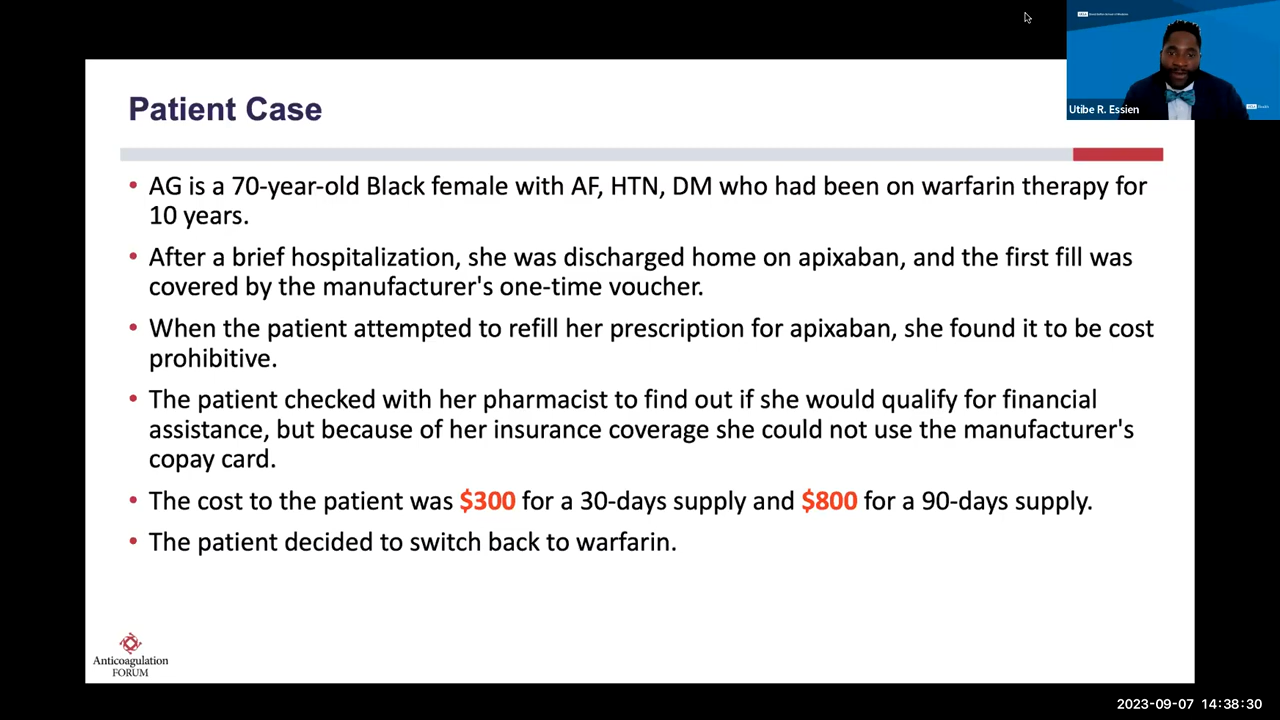 Utibe R. Essien
Patient Case
• AG is a 70-year-old Black female with AF, HTN, DM who had been on warfarin therapy for
10 years.
• After a brief hospitalization, she was discharged home on apixaban, and the first fill was
covered by the manufacturer's one-time voucher.
• When the patient attempted to refill her prescription for apixaban, she found it to be cost
prohibitive.
• The patient checked with her pharmacist to find out if she would qualify for financial
assistance, but because of her insurance coverage she could not use the manufacturer's
copay card.
• The cost to the patient was $300 for a 30-days supply and $800 for a 90-days supply.
• The patient decided to switch back to warfarin.
Anticoagulation
FORUM
2023-09-07 14:38:30